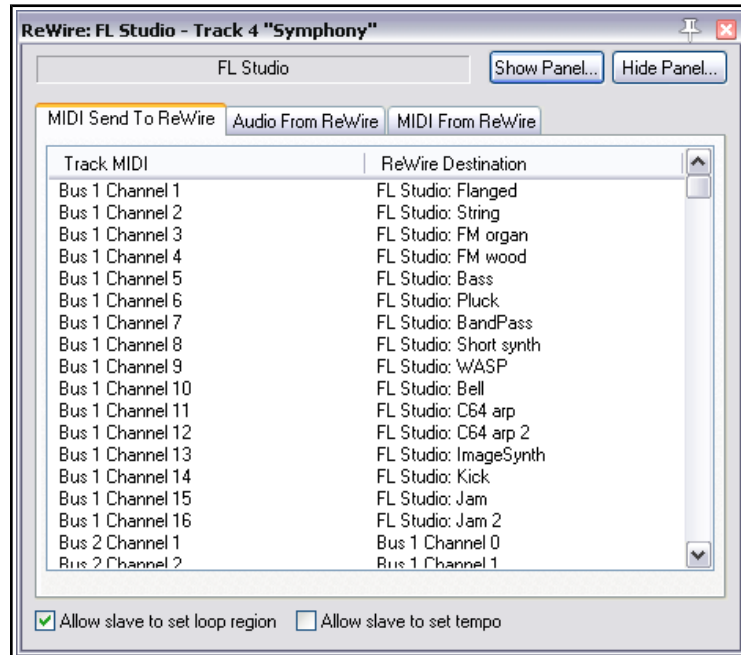 ReWire: FL Studio - Track 4 "Symphony"
FL Studio Show Panel... Hide Panel...
MIDI Send To ReWire Audio From ReWire MIDI From ReWire
Track MIDI ReWire Destination
Bus 1 Channel 1 FL Studio: Flanged
Bus 1 Channel 2 FL Studio: String
Bus 1 Channel 3 FL Studio: FM organ
Bus 1 Channel 4 FL Studio: FM wood
Bus 1 Channel 5 FL Studio: Bass
Bus 1 Channel 6 FL Studio: Pluck
Bus 1 Channel 7 FL Studio: BandPass
Bus 1 Channel 8 FL Studio: Short synth
Bus 1 Channel 9 FL Studio: WASP
Bus 1 Channel 10 FL Studio: Bell
Bus 1 Channel 11 FL Studio: C64 arp
Bus 1 Channel 12 FL Studio: C64 arp 2
Bus 1 Channel 13 FL Studio: ImageSynth
Bus 1 Channel 14 FL Studio: Kick
Bus 1 Channel 15 FL Studio: Jam
Bus 1 Channel 16 FL Studio: Jam 2
Bus 2 Channel 1 Bus 1 Channel 0
Bus 2 Channel 2 Bus 1 Channel 1
Allow slave to set loop region Allow slave to set tempo